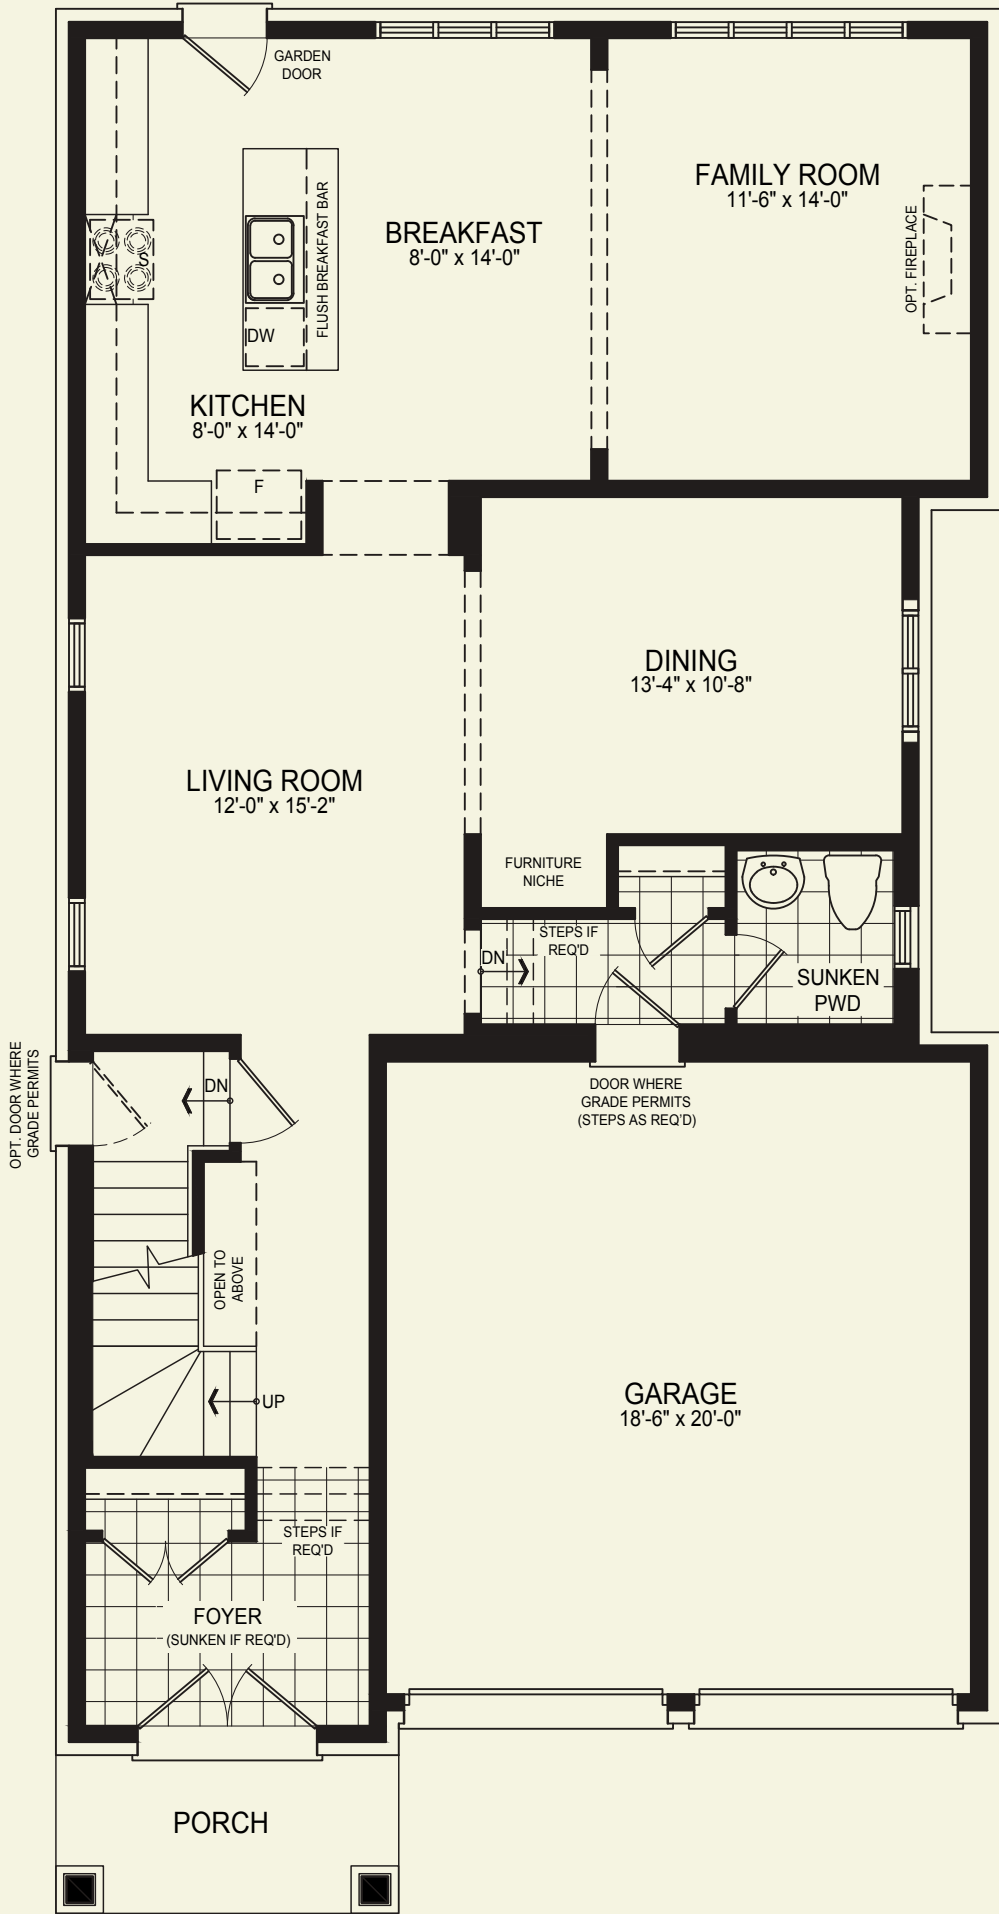 GARDEN
DOOR
FAMILY ROOM
11'-6" x 14'-0"
OPT. FIREPLACE
BREAKFAST
8'-0" x 14'-0"
FLUSH BREAKFAST BAR
S
DW
KITCHEN
8'-0" x 14'-0"
F
DINING
13'-4" x 10'-8"
LIVING ROOM
12'-0" x 15'-2"
FURNITURE
NICHE
STEPS IF
REQ'D
DN
SUNKEN
PWD
OPT. DOOR WHERE
GRADE PERMITS
DN
DOOR WHERE
GRADE PERMITS
(STEPS AS REQ'D)
OPEN TO
ABOVE
UP
GARAGE
18'-6" x 20'-0"
STEPS IF
REQ'D
FOYER
(SUNKEN IF REQ'D)
PORCH